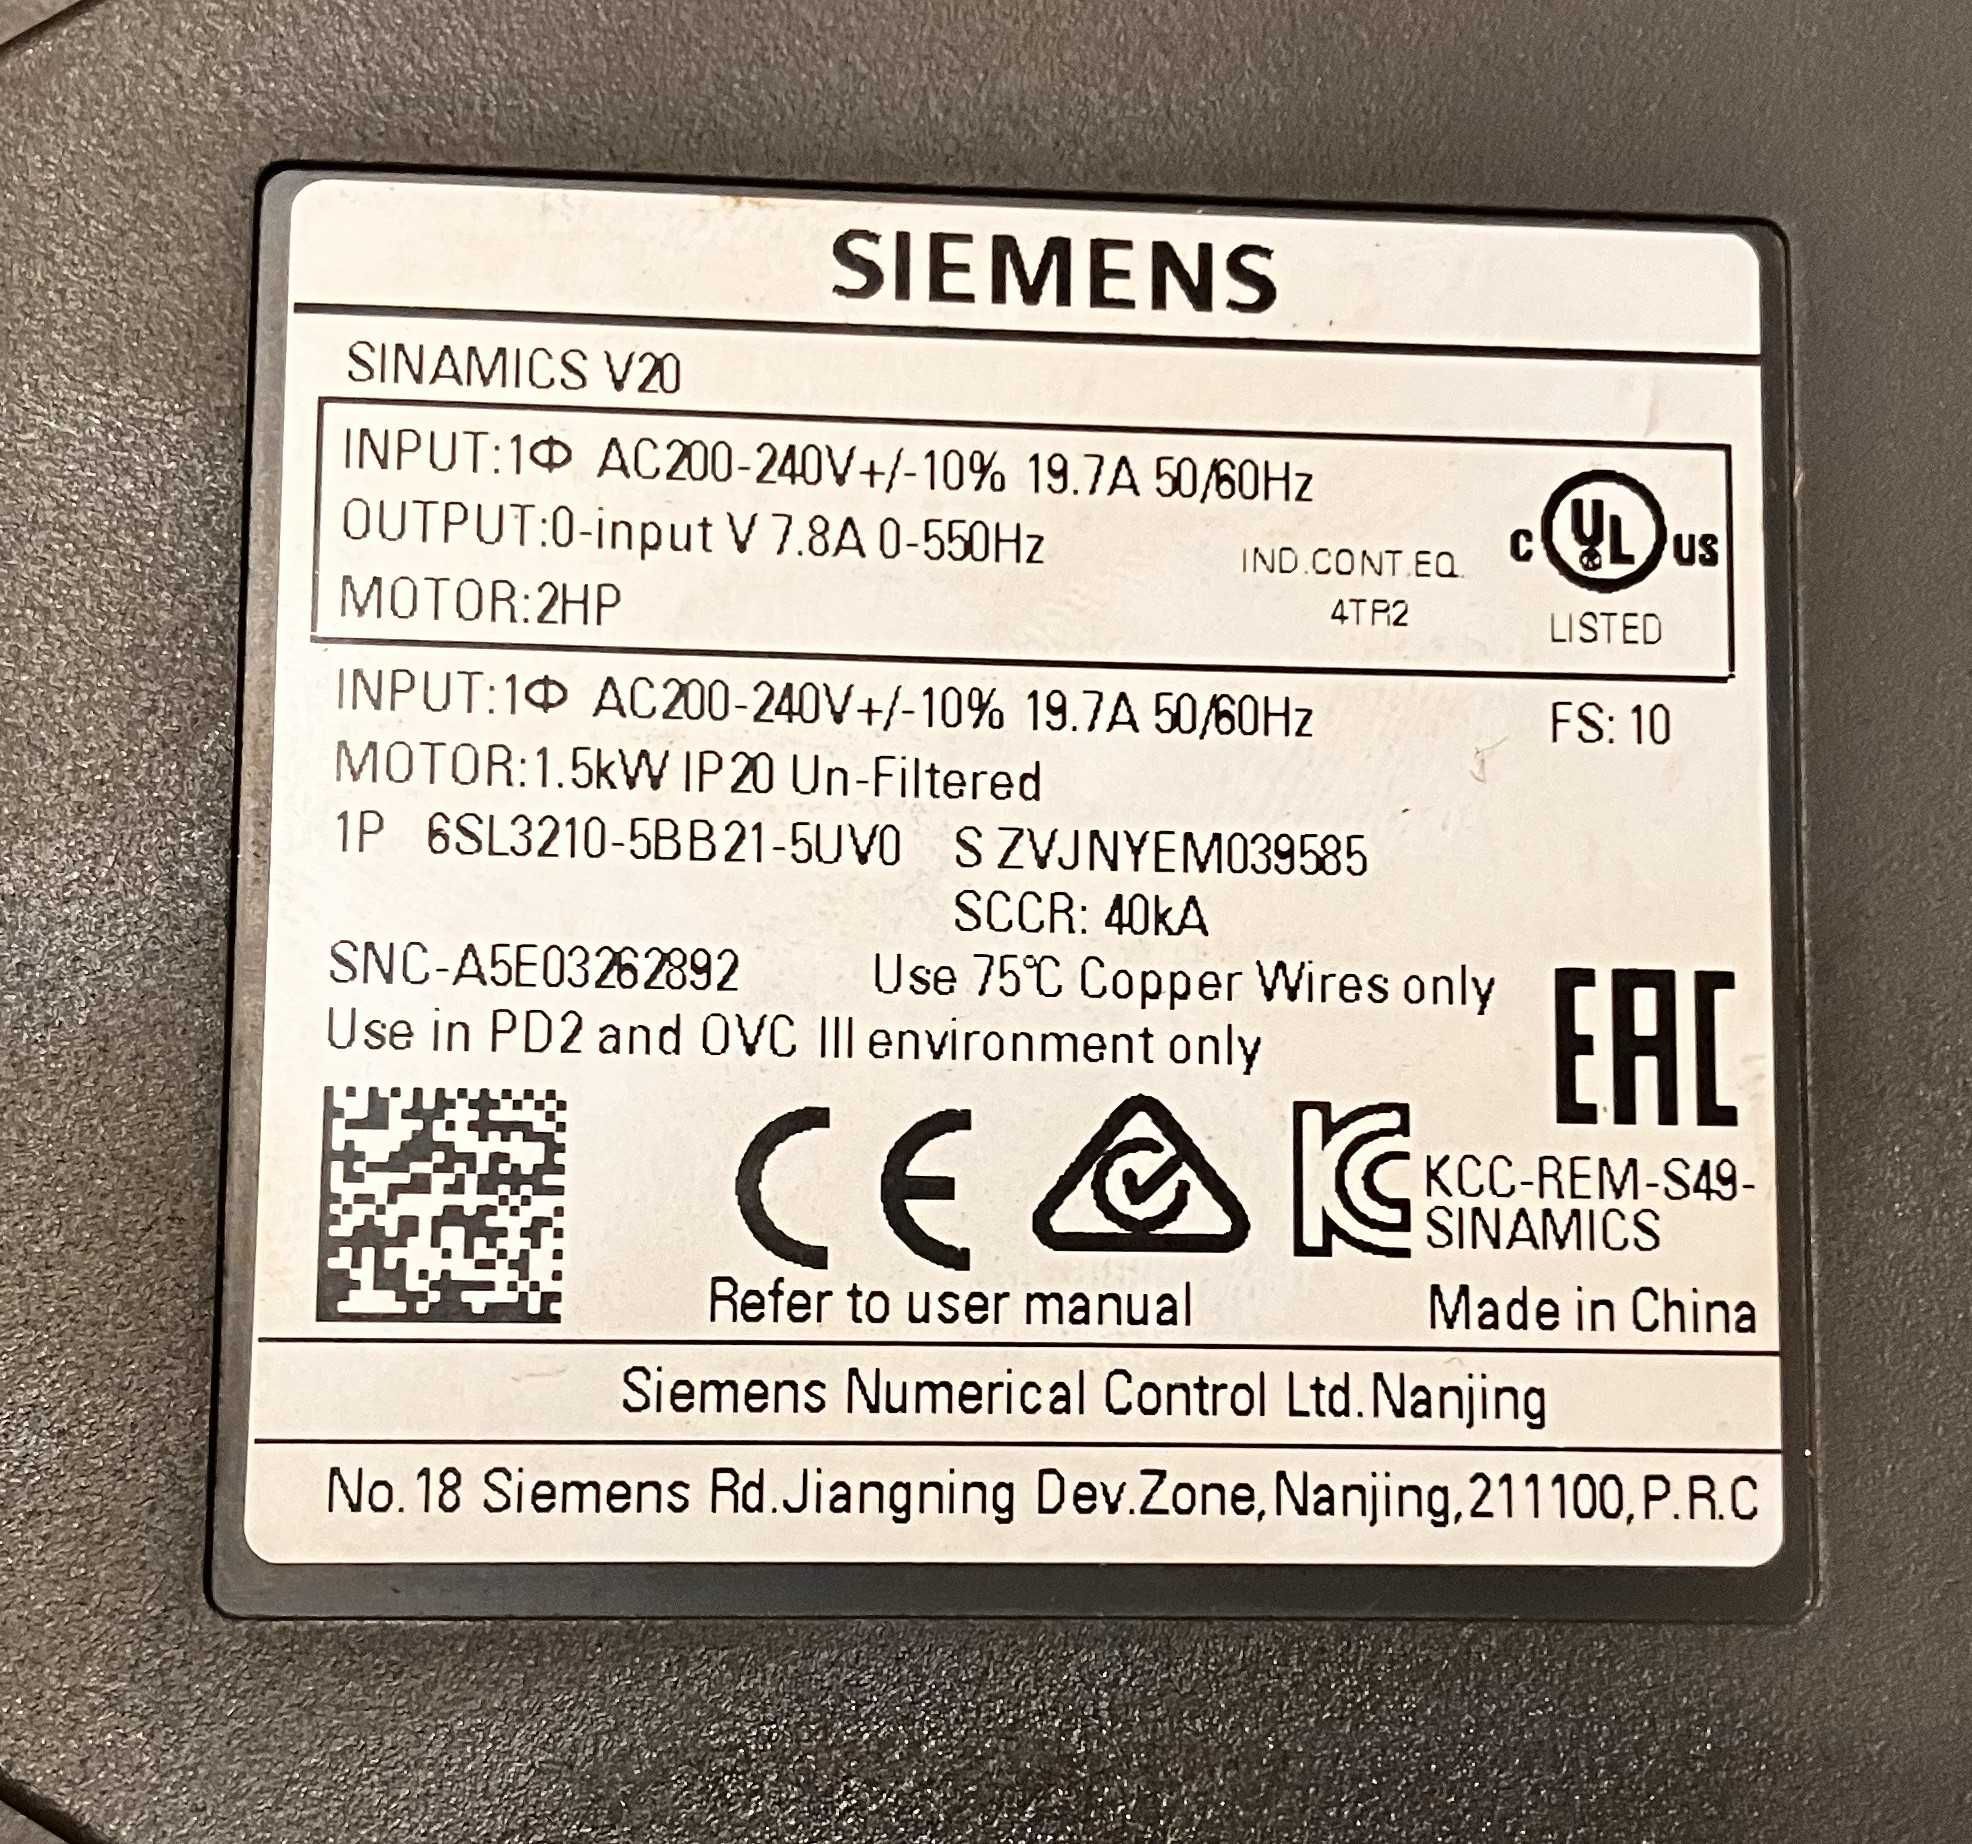 SIEMENS
SINAMICS V20
INPUT:1Φ AC200-240V+/-10% 19.7A 50/60Hz
OUTPUT:0-input V 7.8A 0-550Hz
MOTOR:2HP
IND.CONT.EQ.
4TR2
C UL US
LISTED
INPUT:1Φ AC200-240V+/-10% 19.7A 50/60Hz
FS: 10
MOTOR:1.5kW IP20 Un-Filtered
1P 6SL3210-5BB21-5UV0 S ZVJNYEM039585
SCCR: 40kA
SNC-A5E03262892 Use 75℃ Copper Wires only
Use in PD2 and OVC III environment only
EAC
CE
KC
KCC-REM-S49-
SINAMICS
Refer to user manual
Made in China
Siemens Numerical Control Ltd.Nanjing
No.18 Siemens Rd.Jiangning Dev.Zone,Nanjing,211100,P.R.C